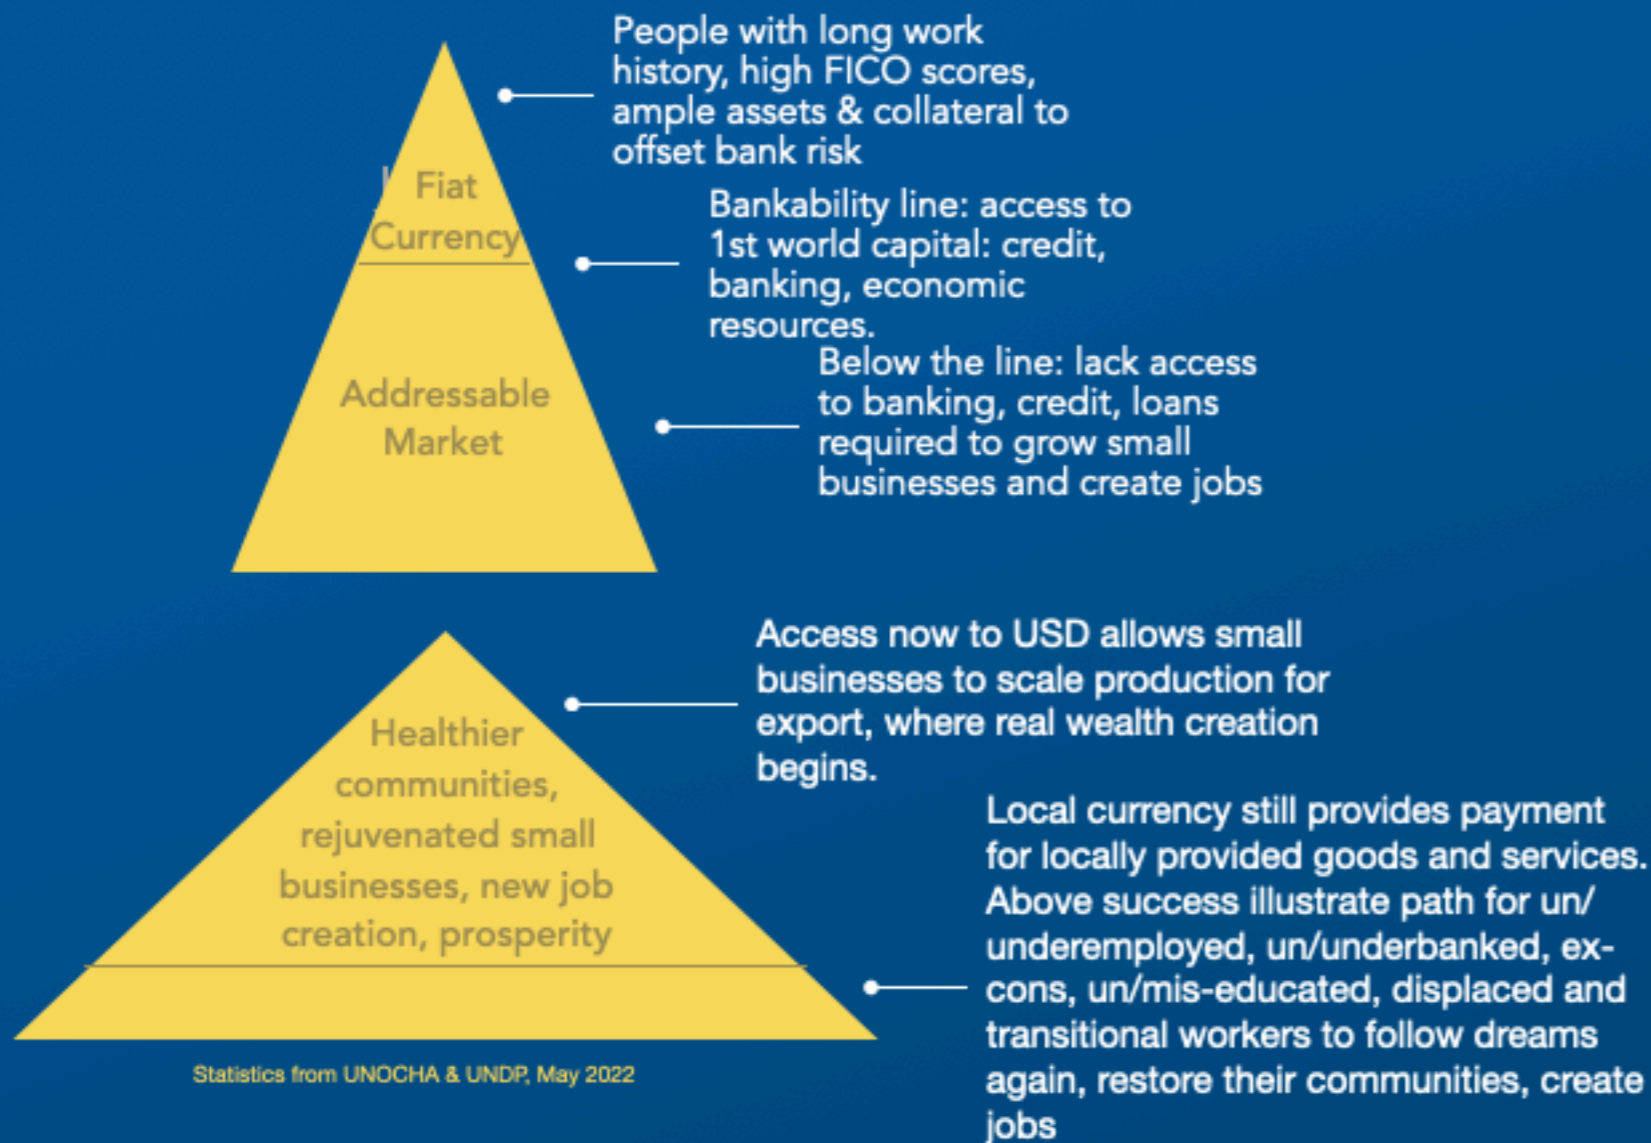 People with long work
history, high FICO scores,
ample assets & collateral to
offset bank risk
Fiat
Currency
Bankability line: access to
1st world capital: credit,
banking, economic
resources.
Addressable
Market
Below the line: lack access
to banking, credit, loans
required to grow small
businesses and create jobs
Healthier
communities,
rejuvenated small
businesses, new job
creation, prosperity
Access now to USD allows small
businesses to scale production for
export, where real wealth creation
begins.
Local currency still provides payment
for locally provided goods and services.
Above success illustrate path for un/
underemployed, un/underbanked, ex-
cons, un/mis-educated, displaced and
transitional workers to follow dreams
again, restore their communities, create
jobs
Statistics from UNOCHA & UNDP, May 2022